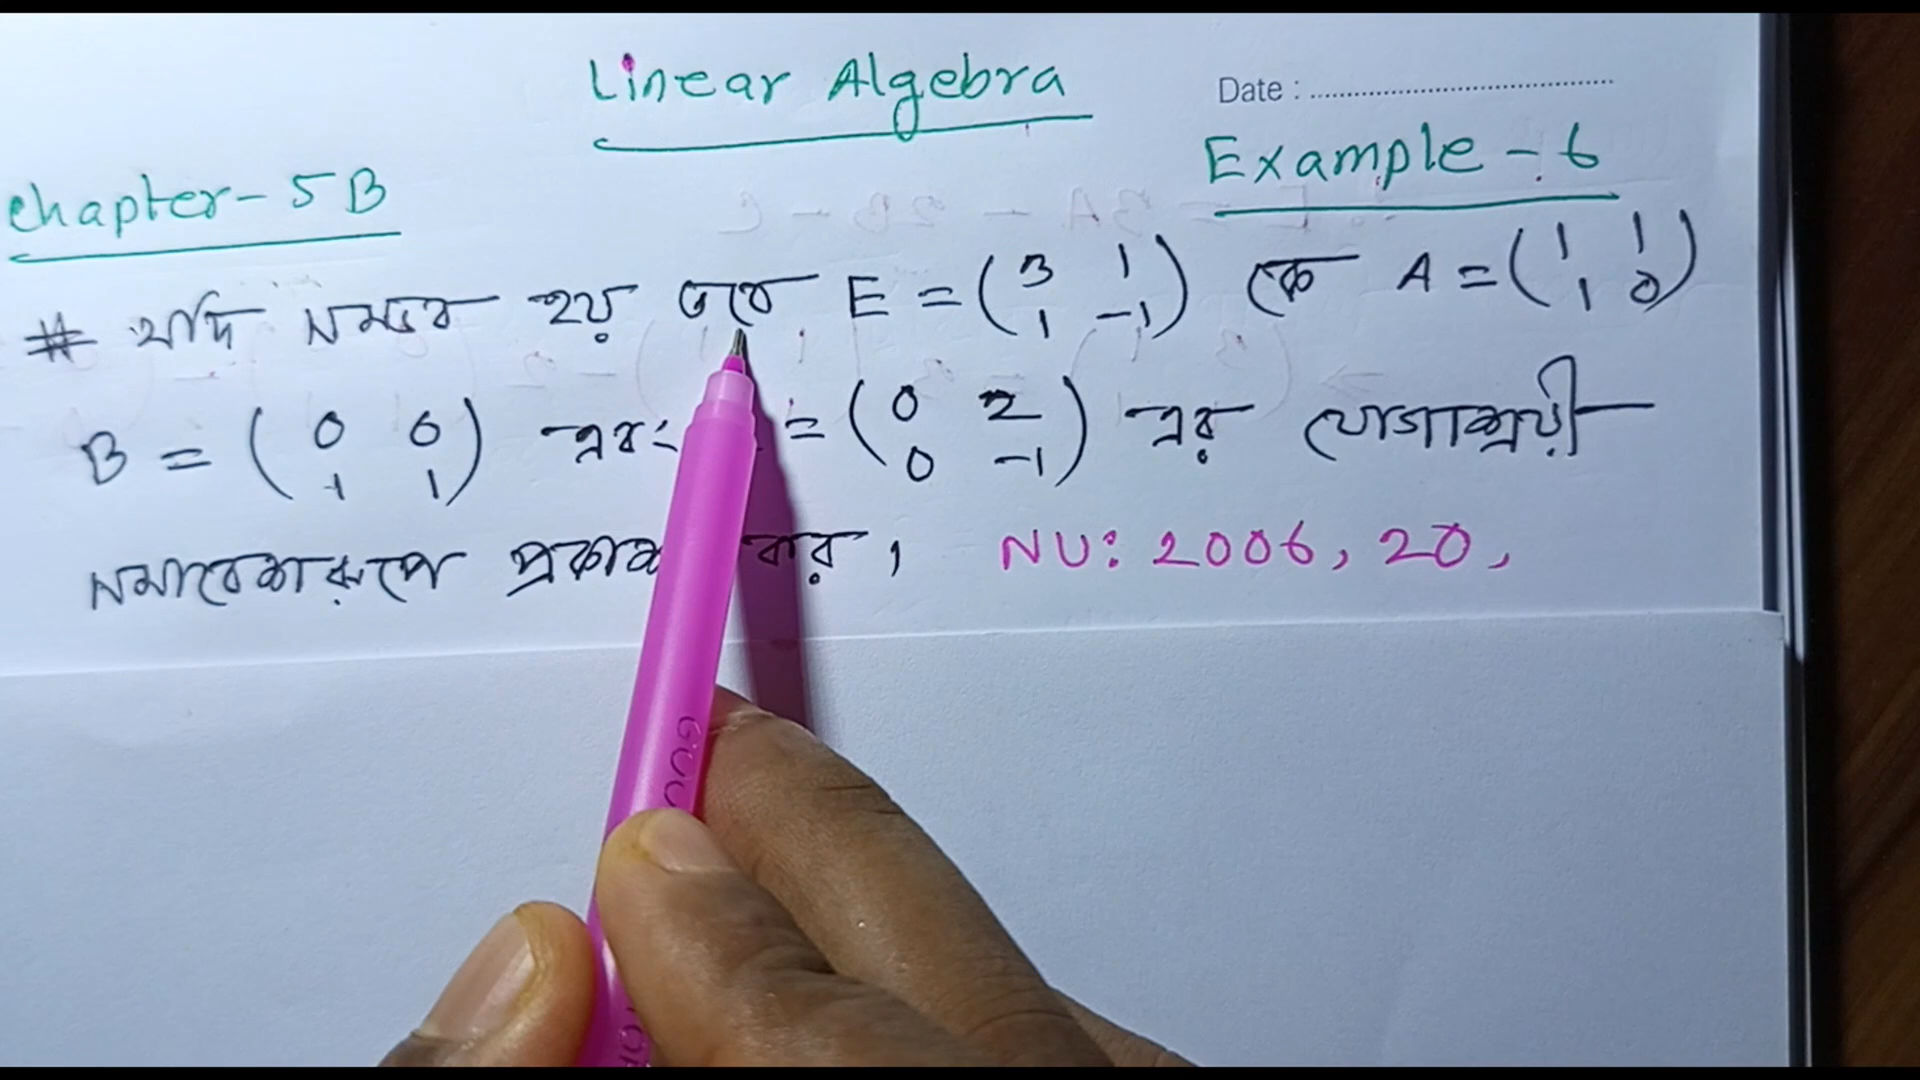 Linear Algebra
Date :
Example - 6
chapter - 5B
# যদি সম্ভব হয় তবে E = (3 1 1 -1) কে A = (1 1 1 0)
B = (0 0 1 1) এবং = (0 2 0 -1) এর যোগাশ্রয়ী
সমাবেশরূপে প্রকাশ কর, NU: 2006, 20,